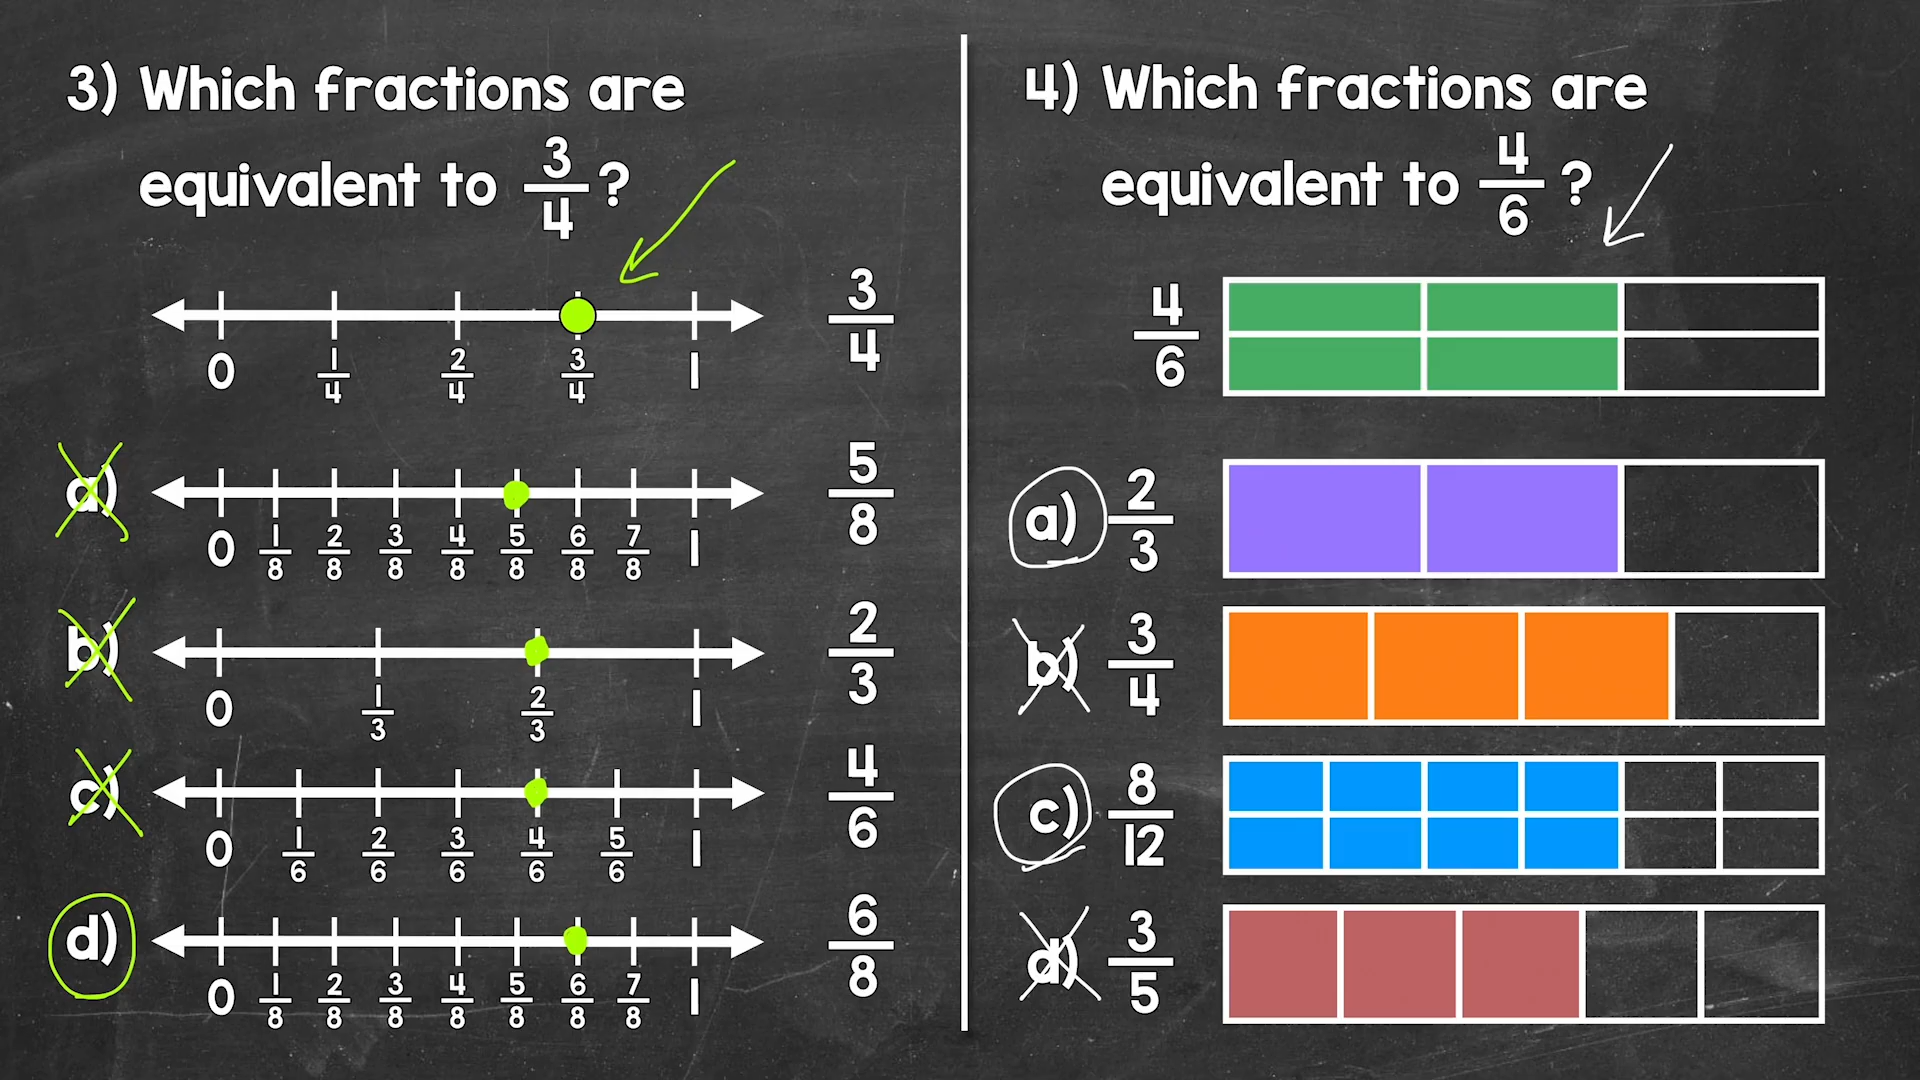 3) Which fractions are
equivalent to 3/4 ?
0 1/4 2/4 3/4 1 3/4
a) 0 1/8 2/8 3/8 4/8 5/8 6/8 7/8 1 5/8
b) 0 1/3 2/3 1 2/3
c) 0 1/6 2/6 3/6 4/6 5/6 1 4/6
d) 0 1/8 2/8 3/8 4/8 5/8 6/8 7/8 1 6/8
4) Which fractions are
equivalent to 4/6 ?
4/6
a) 2/3
b) 3/4
c) 8/12
d) 3/5